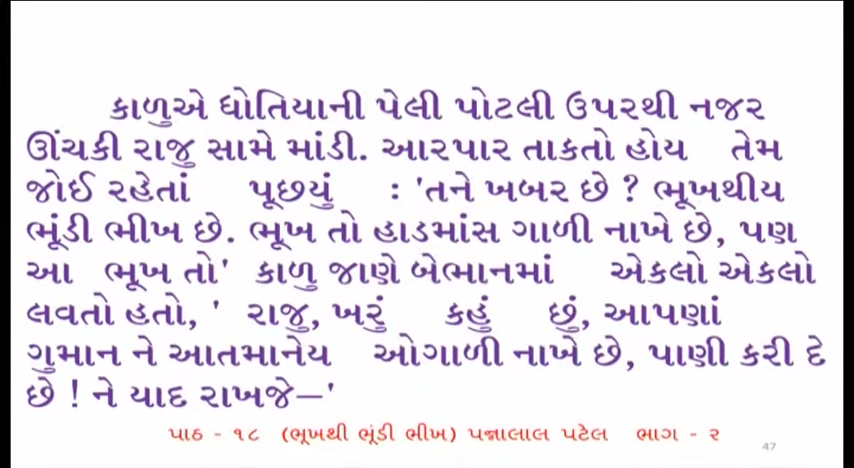 કાળુએ ધોતિયાની પેલી પોટલી ઉપરથી નજર
ઊંચકી રાજુ સામે માંડી. આરપાર તાકતો હોય તેમ
જોઈ રહેતાં પૂછયું : 'તને ખબર છે ? ભૂખથીય
ભૂંડી ભીખ છે. ભૂખ તો હાડમાંસ ગાળી નાખે છે, પણ
આ ભૂખ તો' કાળુ જાણે બેભાનમાં એકલો એકલો
લવતો હતો, ' રાજુ, ખરું કહું છું, આપણાં
ગુમાન ને આતમાનેય ઓગાળી નાખે છે, પાણી કરી દે
છે ! ને યાદ રાખજે—'
પાઠ - ૧૮ (ભૂખથી ભૂંડી ભીખ) પન્નાલાલ પટેલ ભાગ - ૨
47